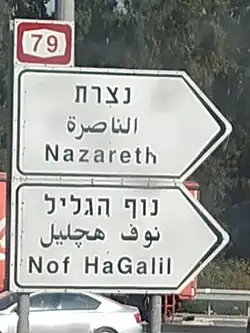 79
נצרת
الناصرة
Nazareth
נוף הגליל
نوف هچليل
Nof HaGalil